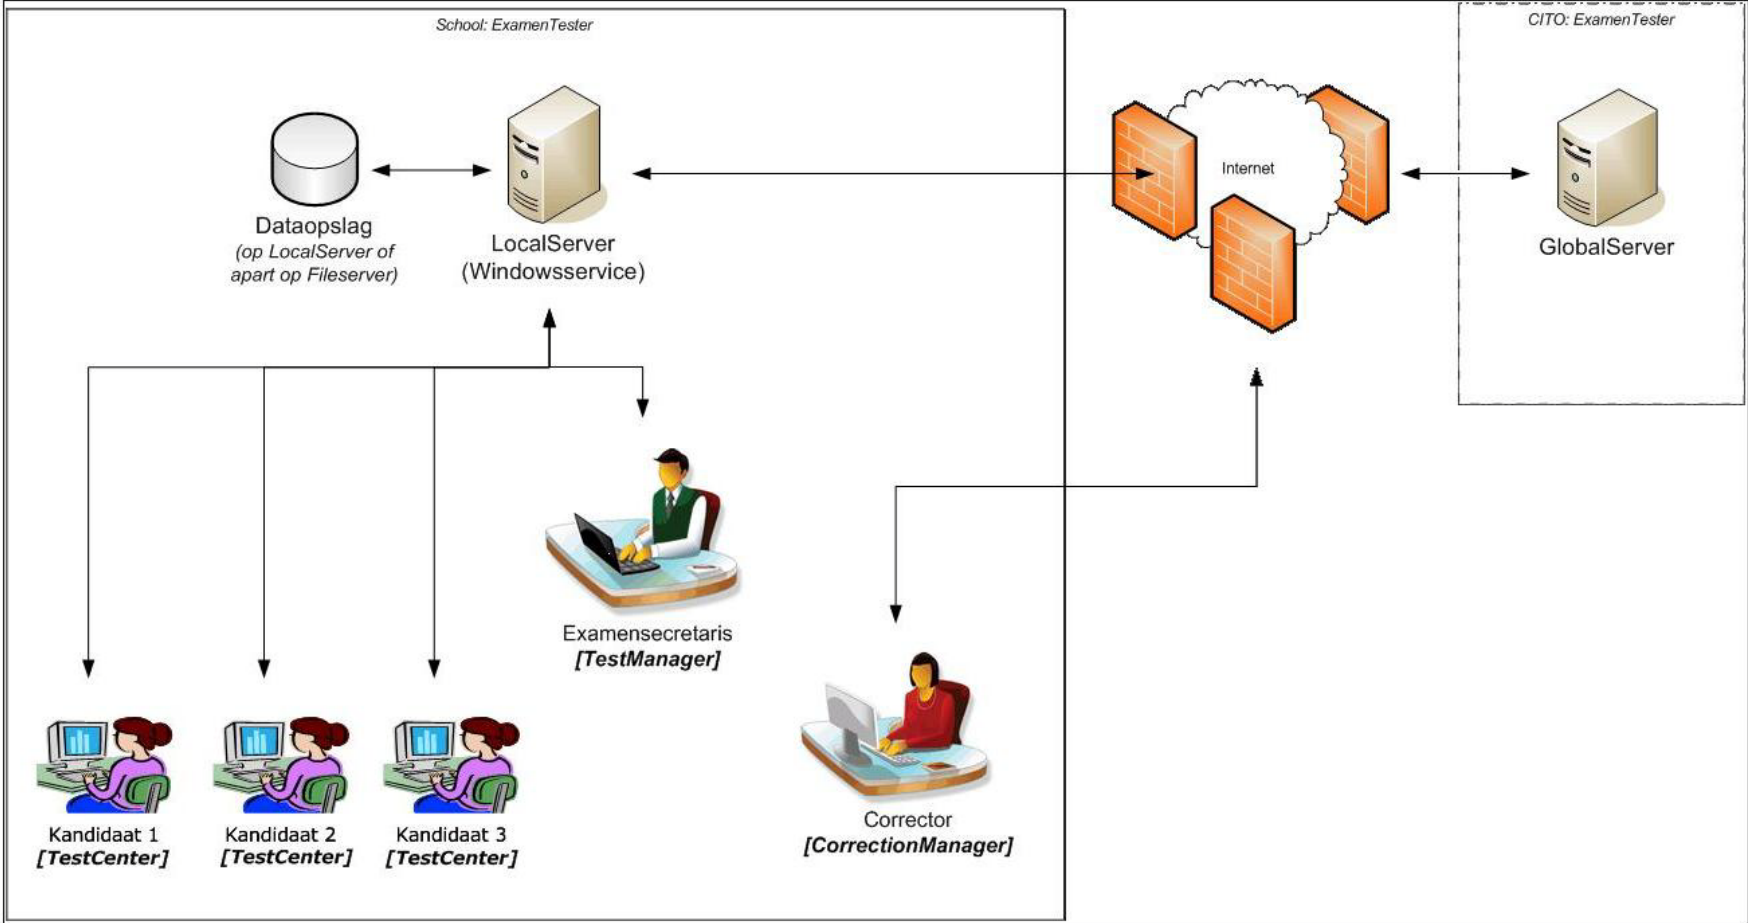 School: ExamenTester
CITO: ExamenTester
Internet
Dataopslag
(op LocalServer of
apart op Fileserver)
LocalServer
(Windowsservice)
GlobalServer
Examensecretaris
[TestManager]
Corrector
[CorrectionManager]
Kandidaat 1
[TestCenter]
Kandidaat 2
[TestCenter]
Kandidaat 3
[TestCenter]